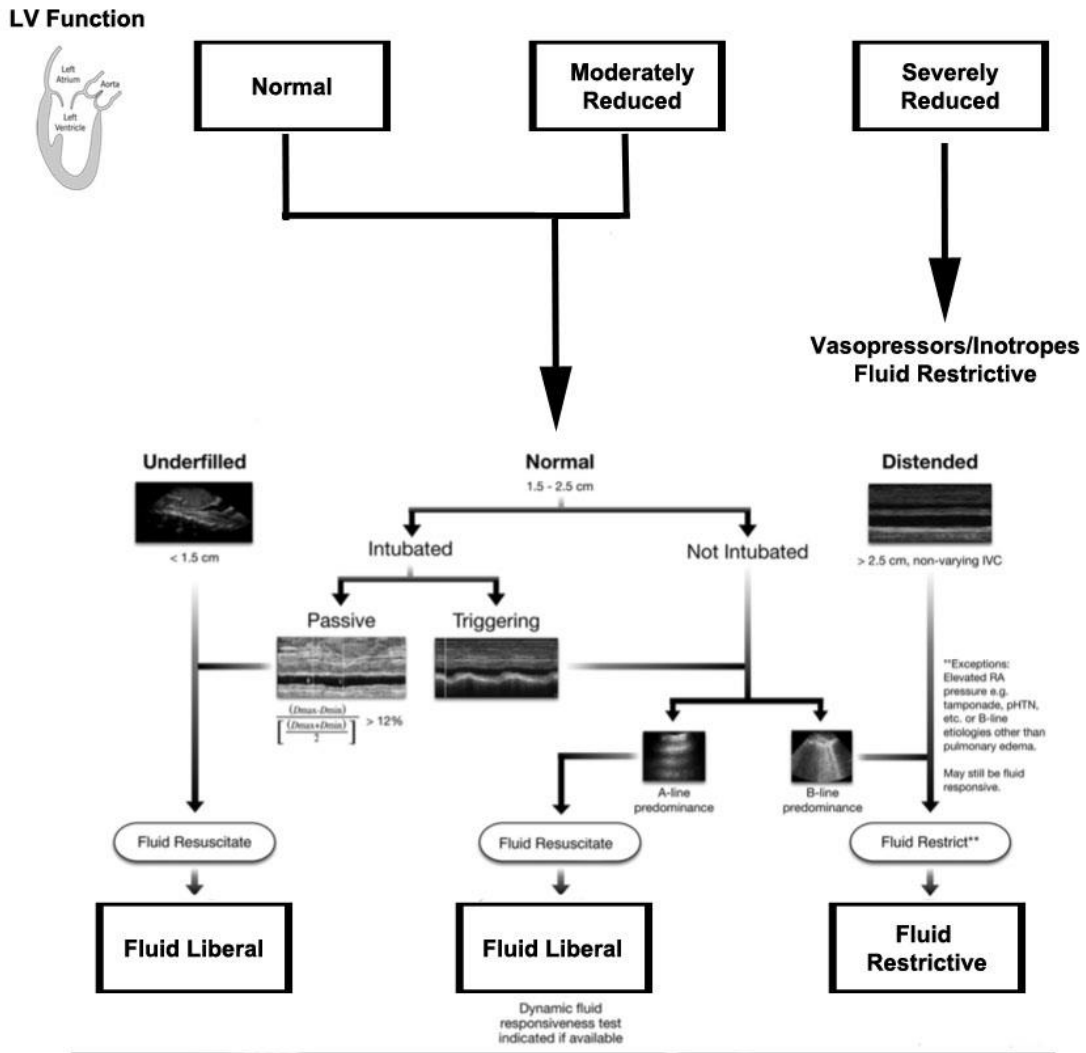 LV Function
Left
Atrium
Aorta
Left
Ventricle
Normal
Moderately
Reduced
Severely
Reduced
Vasopressors/Inotropes
Fluid Restrictive
Underfilled
< 1.5 cm
Normal
1.5 - 2.5 cm
Distended
> 2.5 cm, non-varying IVC
Intubated
Not Intubated
Passive
Triggering
(Dmax-Dmin)
[(Dmax+Dmin)
2]
> 12%
**Exceptions:
Elevated RA
pressure e.g.
tamponade, pHTN,
etc. or B-line
etiologies other than
pulmonary edema.
May still be fluid
responsive.
A-line
predominance
B-line
predominance
Fluid Resuscitate
Fluid Resuscitate
Fluid Restrict**
Fluid Liberal
Fluid Liberal
Fluid
Restrictive
Dynamic fluid
responsiveness test
indicated if available